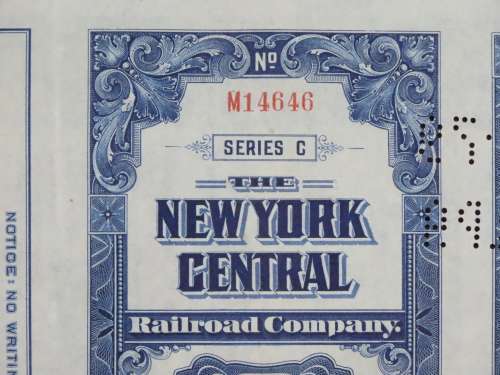 Nº
M14646
SERIES C
THE
NEW YORK
CENTRAL
Railroad Company.
NOTICE: NO WRITIN